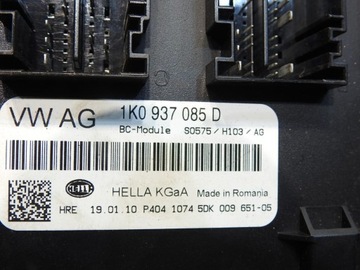 VW AG 1K0 937 085 D
BC-Module S0575/H103/AG
HELLA HELLA KGaA Made in Romania
HRE 19.01.10 P404 1074 5DK 009 651-05